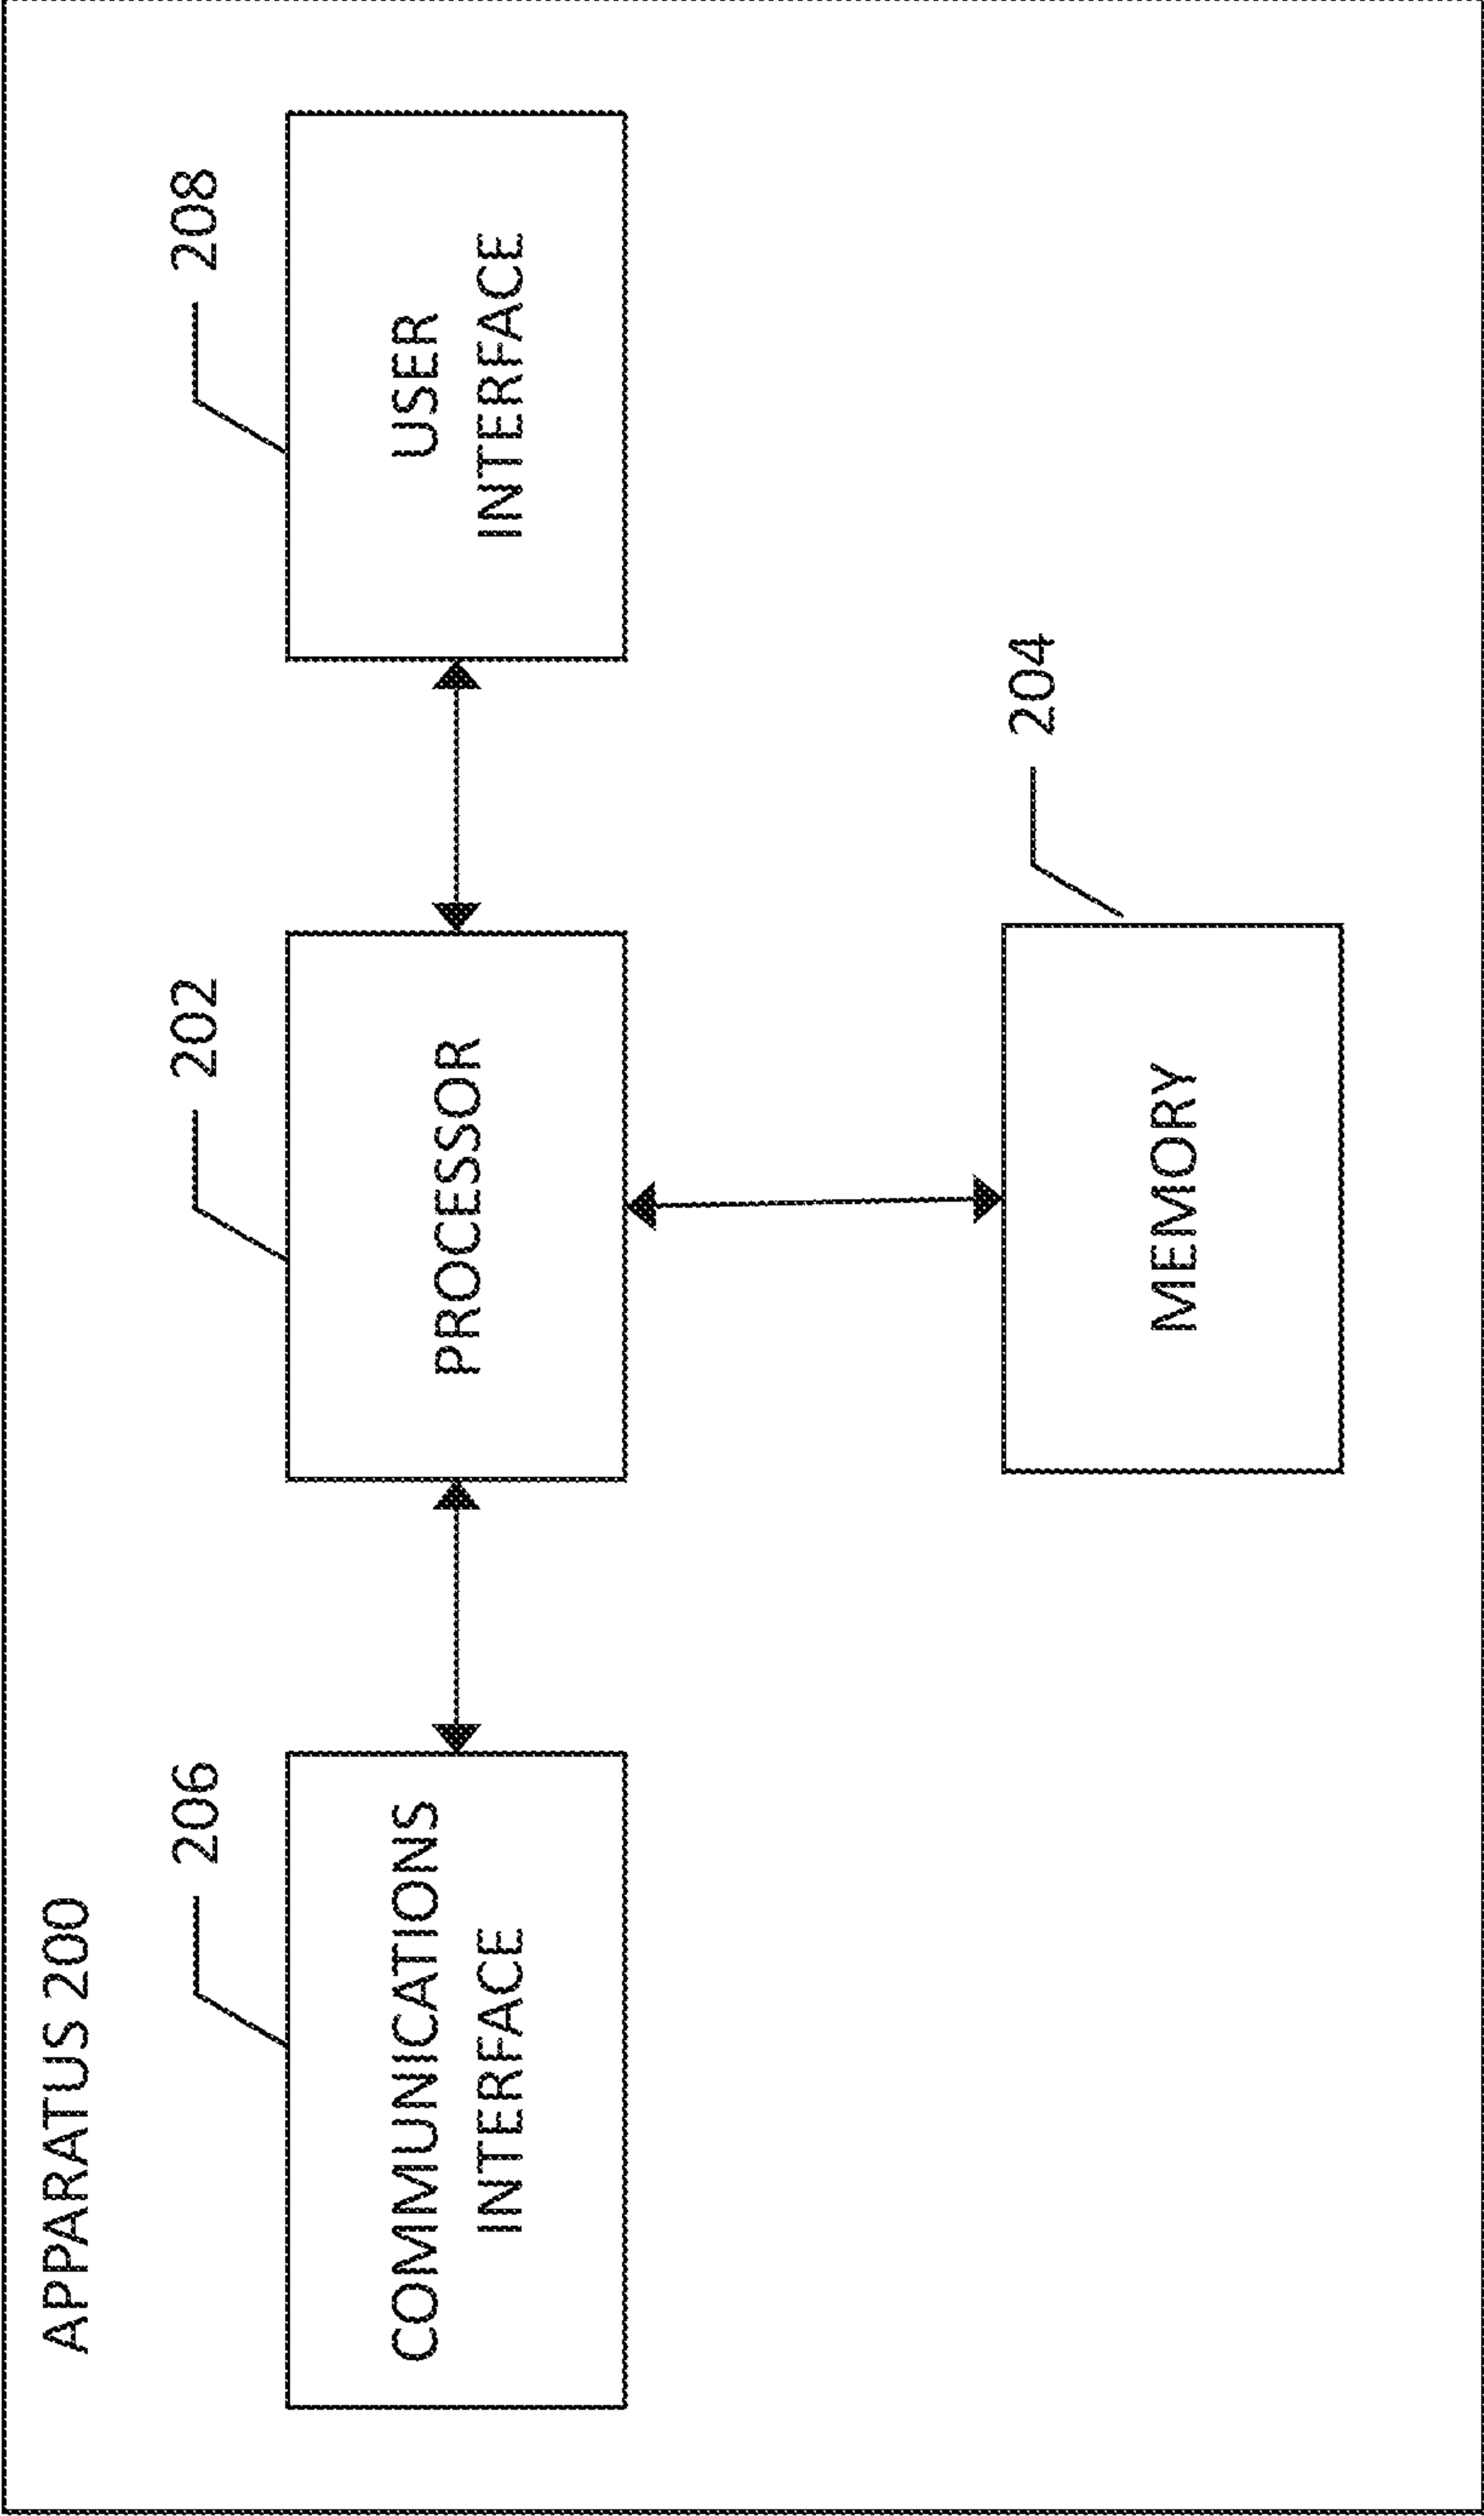 APPARATUS 200
206
202
208
COMMUNICATIONS
INTERFACE
PROCESSOR
USER
INTERFACE
204
MEMORY